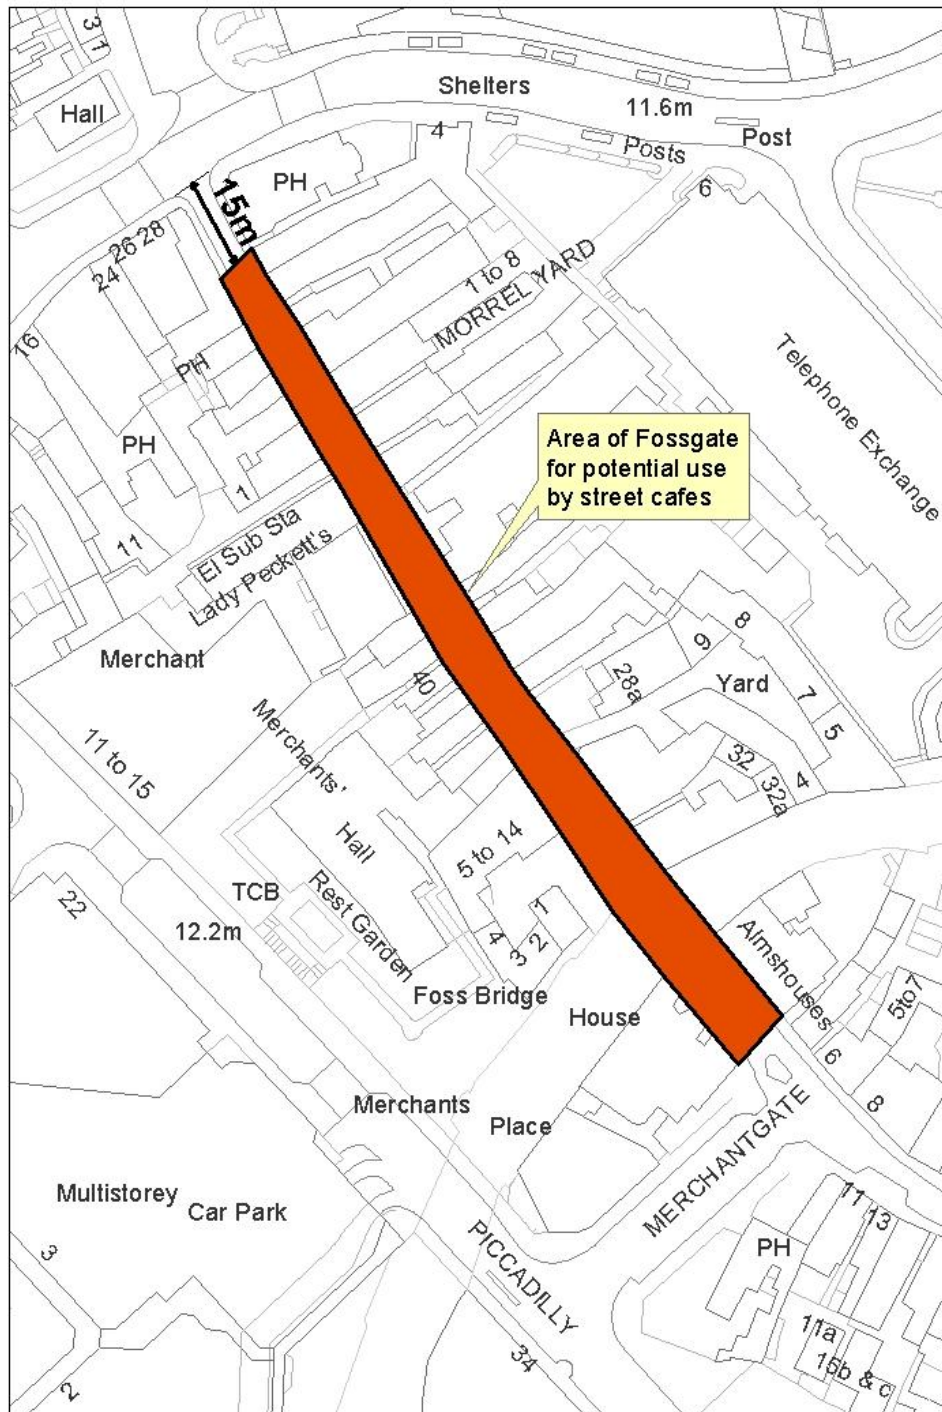 31
Hall
Shelters
11.6m
Post
Posts
4
PH
6
15m
28
26
24
16
1 to 8
MORREL YARD
PH
PH
Telephone Exchange
Area of Fossgate
for potential use
by street cafes
1
11
El Sub Sta
Lady Peckett's
Merchant
40
Merchants'
Hall
11 to 15
8
9
28a
Yard
7
5
32
32a
4
5 to 14
TCB
Rest Garden
22
12.2m
1
2
3
4
Foss Bridge
House
Almshouses
5to7
6
8
Merchants
Place
MERCHANTGATE
Multistorey
Car Park
3
PICCADILLY
11
13
PH
11a
15b & c
34
2